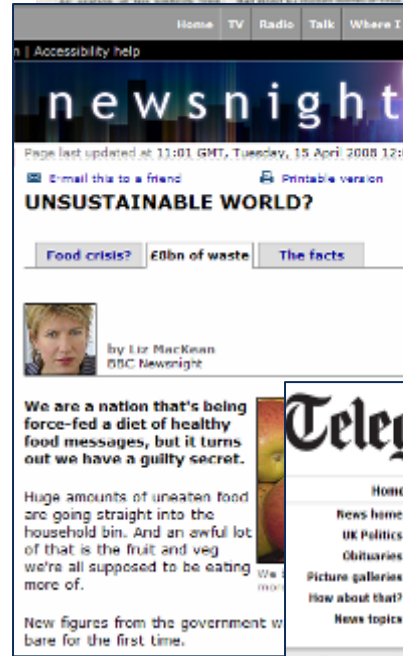 Home TV Radio Talk Where I
n | Accessibility help
newsnight
Page last updated at 11:01 GMT, Tuesday, 15 April 2008 12:
E-mail this to a friend
Printable version
UNSUSTAINABLE WORLD?
Food crisis? £8bn of waste The facts
by Liz MacKean
BBC Newsnight
We are a nation that's being
force-fed a diet of healthy
food messages, but it turns
out we have a guilty secret.
Huge amounts of uneaten food
are going straight into the
household bin. And an awful lot
of that is the fruit and veg
we're all supposed to be eating
more of.
New figures from the government w
bare for the first time.
We
mor
Teleg
Home
News home
UK Politics
Obituaries
Picture galleries
How about that?
News topics